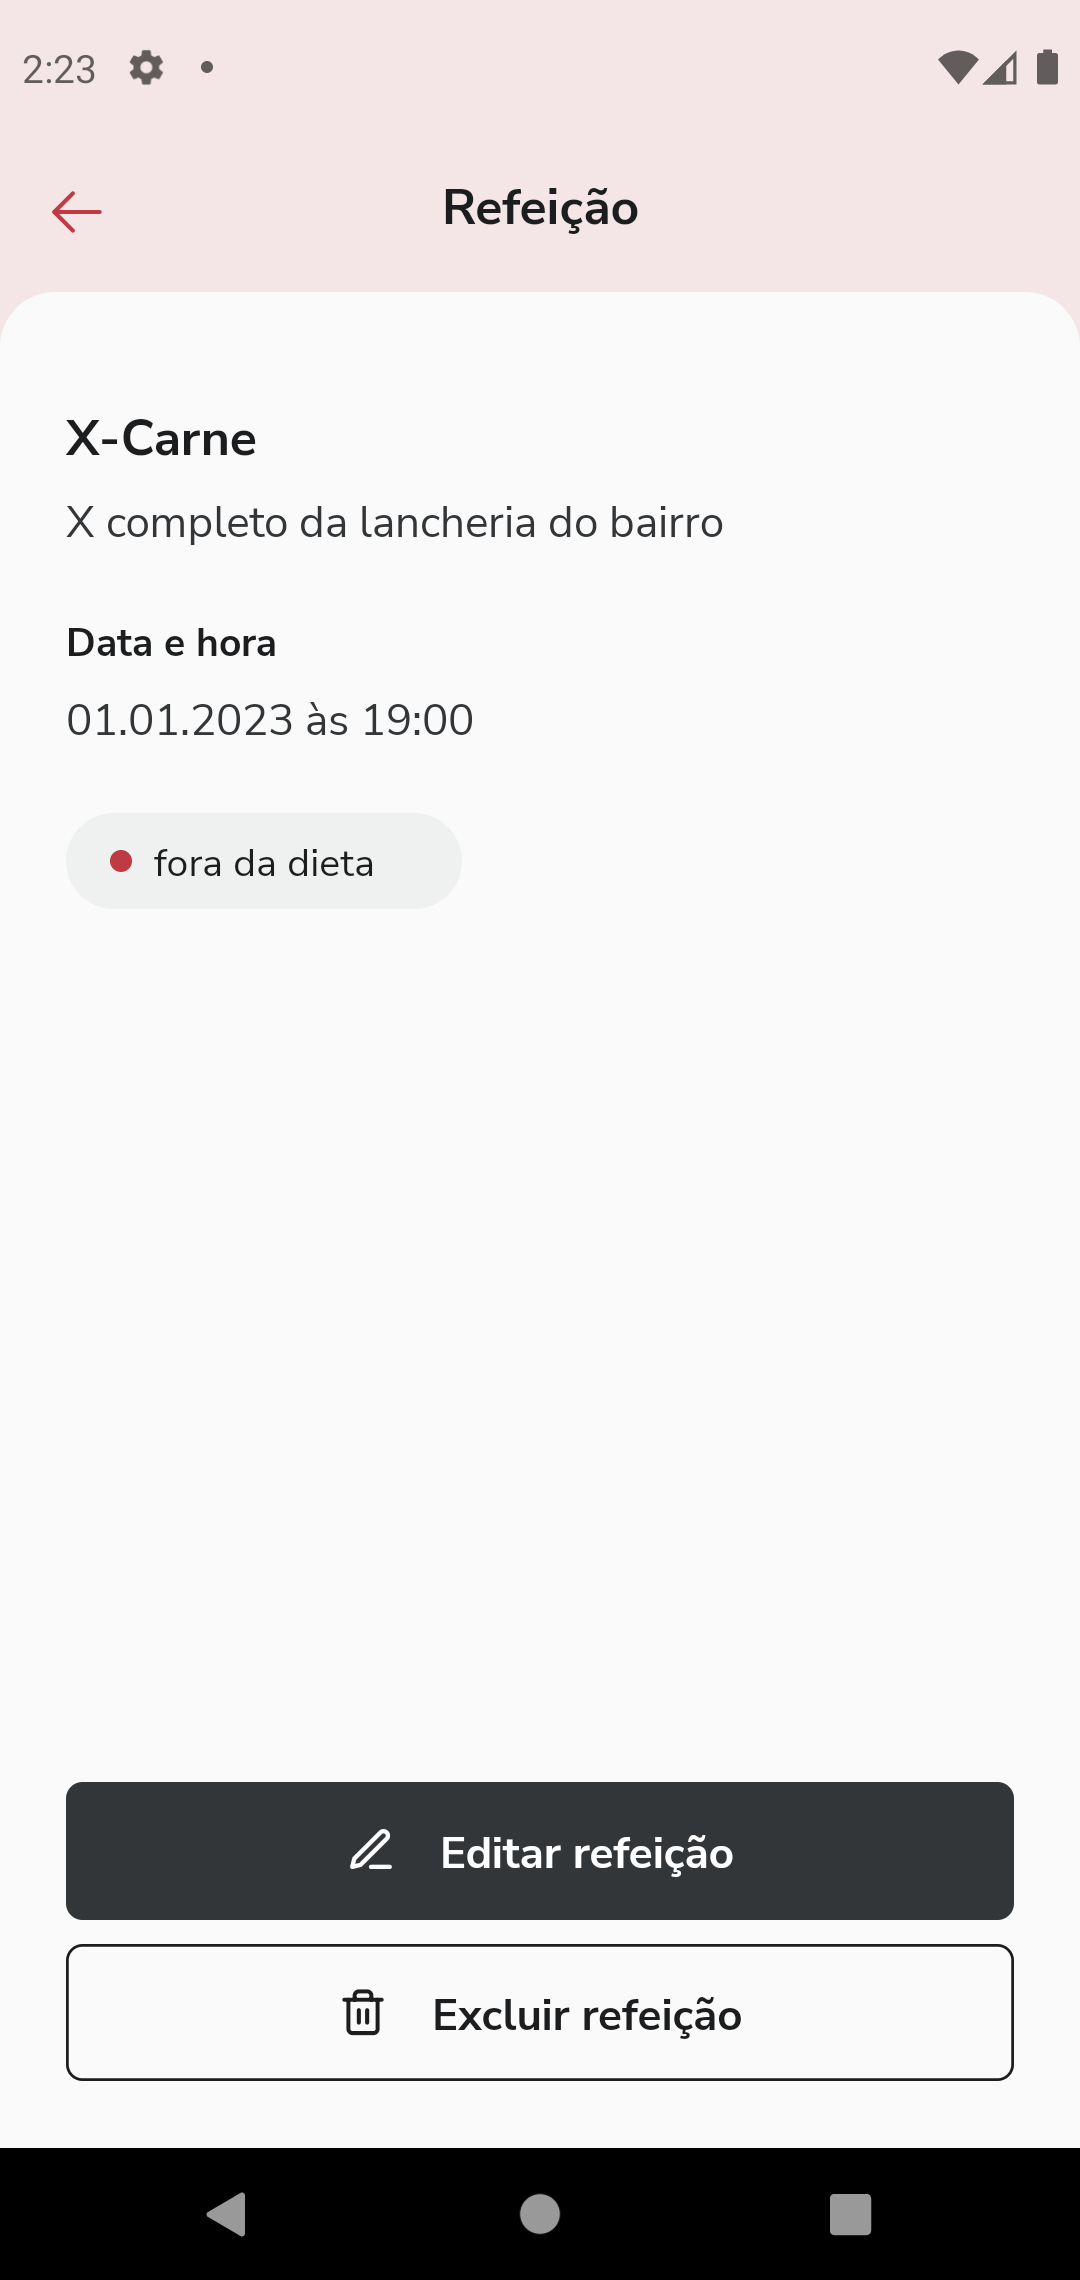 2:23
Refeição
X-Carne
X completo da lancheria do bairro
Data e hora
01.01.2023 às 19:00
fora da dieta
Editar refeição
Excluir refeição